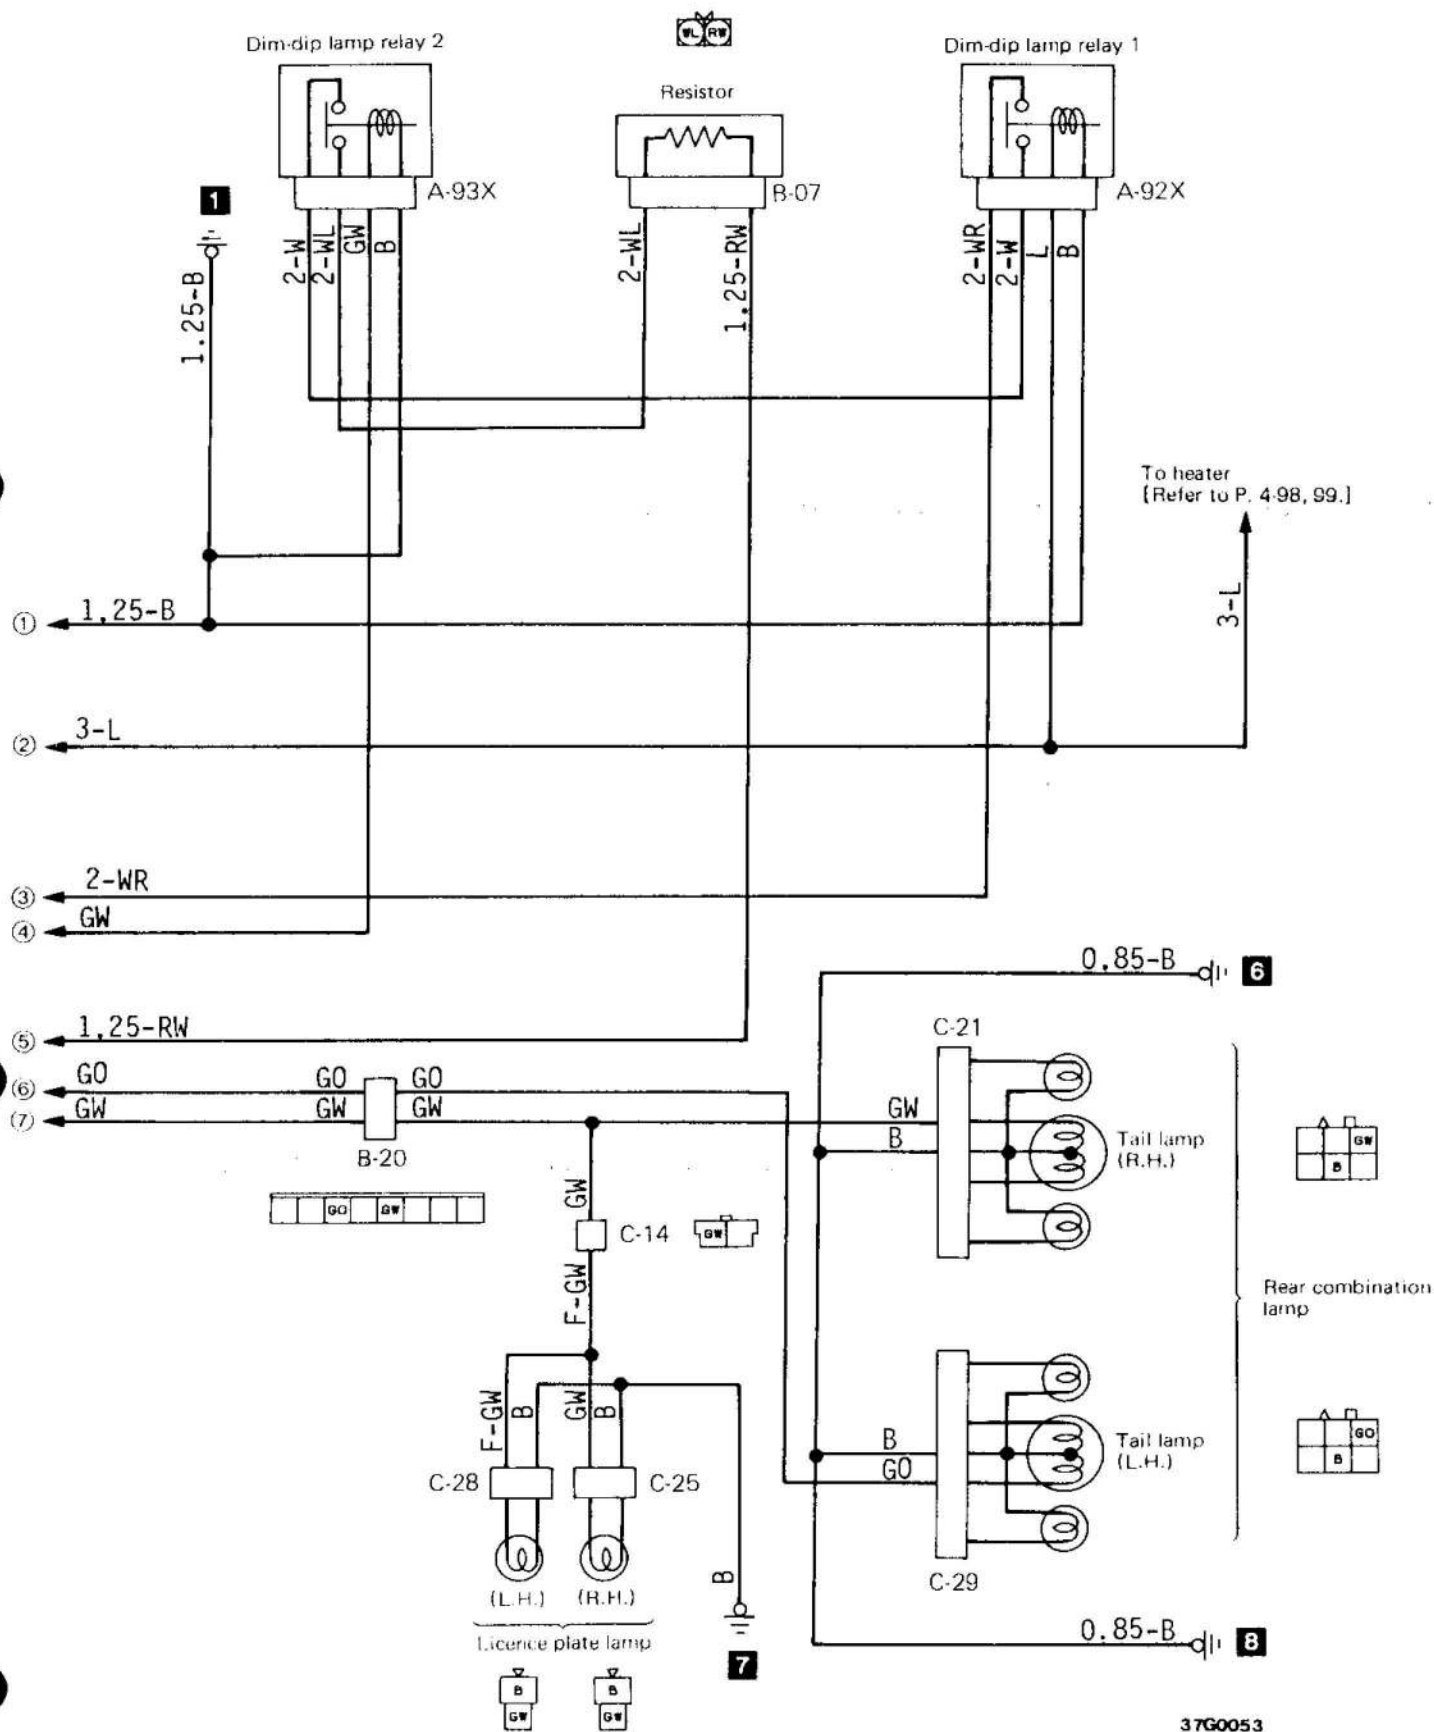 WL RW
Dim-dip lamp relay 2
Resistor
Dim-dip lamp relay 1
A-93X
B-07
A-92X
1
2-W
2-WL
GW
B
2-WL
1.25-RW
2-WR
2-W
L
B
1.25-B
To heater
[Refer to P. 4-98, 99.]
3-L
① 1.25-B
② 3-L
③ 2-WR
④ GW
0.85-B 6
⑤ 1.25-RW
C-21
⑥ GO GO GO
⑦ GW GW GW
GW
B
B-20
Tail lamp
(R.H.)
GW
B
GO GW
GW
C-14
GW
F-GW
Rear combination
lamp
F-GW
B
GW
B
B
GO
Tail lamp
(L.H.)
GO
B
C-28
C-25
C-29
B
(L.H.) (R.H.)
Licence plate lamp
0.85-B 8
7
B
GW
B
GW
37G0053